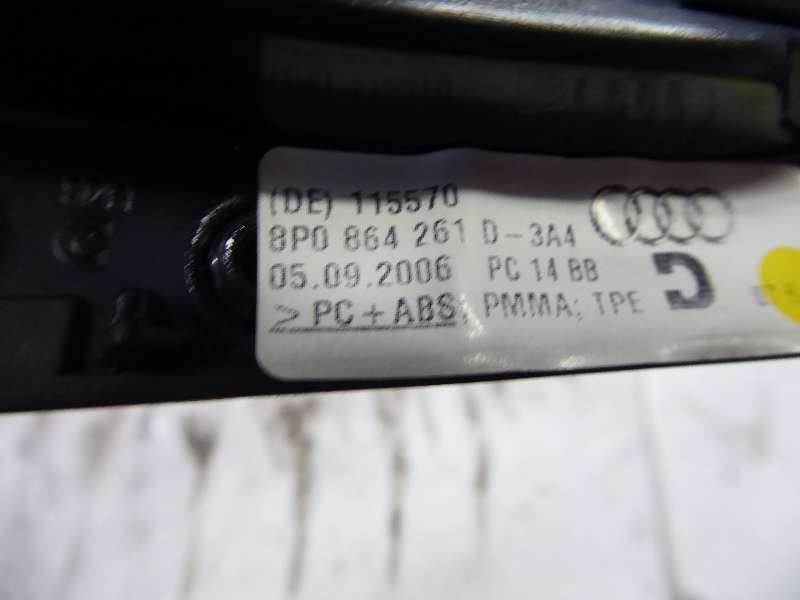 (DE) 115570
8P0 864 261 D-3A4
05.09.2006 PC 14 BB
>PC+ABS; PMMA; TPE